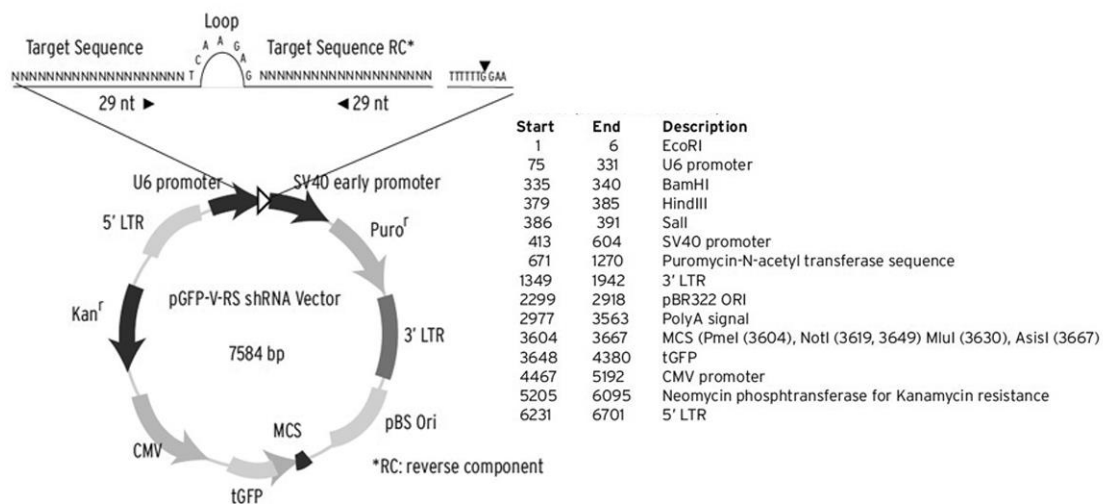 Loop
Target Sequence
Target Sequence RC*
NNNNNNNNNNNNNNNNNNN T C A A G A G NNNNNNNNNNNNNNNNNNN TTTTTTG GAA
29 nt
29 nt
U6 promoter
SV40 early promoter
5' LTR
Puro^r
Kan^r
pGFP-V-RS shRNA Vector
7584 bp
3' LTR
CMV
MCS
pBS Ori
tGFP
*RC: reverse component
Start End Description
1 6 EcoRI
75 331 U6 promoter
335 340 BamHI
379 385 HindIII
386 391 SalI
413 604 SV40 promoter
671 1270 Puromycin-N-acetyl transferase sequence
1349 1942 3' LTR
2299 2918 pBR322 ORI
2977 3563 PolyA signal
3604 3667 MCS (PmeI (3604), NotI (3619, 3649) MluI (3630), AsisI (3667)
3648 4380 tGFP
4467 5192 CMV promoter
5205 6095 Neomycin phosphtransferase for Kanamycin resistance
6231 6701 5' LTR